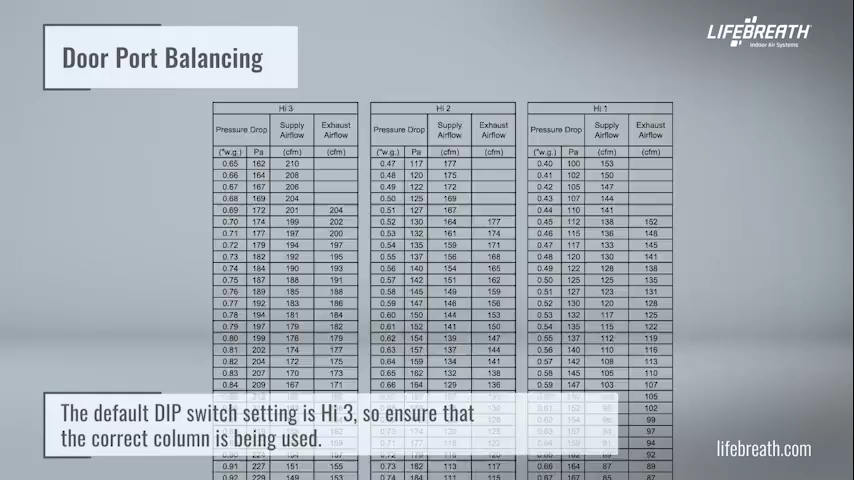 LIFEBREATH
Indoor Air Systems
Door Port Balancing
Hi 3 Hi 2 Hi 1
Pressure Drop Supply Airflow Exhaust Airflow Pressure Drop Supply Airflow Exhaust Airflow Pressure Drop Supply Airflow Exhaust Airflow
("w.g.) Pa (cfm) (cfm) ("w.g.) Pa (cfm) (cfm) ("w.g.) Pa (cfm) (cfm)
0.65 162 210 0.47 117 177 0.40 100 153
0.66 164 208 0.48 120 175 0.41 102 150
0.67 167 206 0.49 122 172 0.42 105 147
0.68 169 204 0.50 125 169 0.43 107 144
0.69 172 201 204 0.51 127 167 0.44 110 141
0.70 174 199 202 0.52 130 164 177 0.45 112 138 152
0.71 177 197 200 0.53 132 161 174 0.46 115 136 148
0.72 179 194 197 0.54 135 159 171 0.47 117 133 145
0.73 182 192 195 0.55 137 156 168 0.48 120 130 141
0.74 184 190 193 0.56 140 154 165 0.49 122 128 138
0.75 187 188 191 0.57 142 151 162 0.50 125 125 135
0.76 189 185 188 0.58 145 149 159 0.51 127 123 131
0.77 192 183 186 0.59 147 146 156 0.52 130 120 128
0.78 194 181 184 0.60 150 144 153 0.53 132 117 125
0.79 197 179 182 0.61 152 141 150 0.54 135 115 122
0.80 199 176 179 0.62 154 139 147 0.55 137 112 119
0.81 202 174 177 0.63 157 137 144 0.56 140 110 116
0.82 204 172 175 0.64 159 134 141 0.57 142 108 113
0.83 207 170 173 0.65 162 132 138 0.58 145 105 110
0.84 209 167 171 0.66 164 129 136 0.59 147 103 107
105
102
99
97
94
92
0.91 227 151 155 0.73 182 113 117 0.66 164 87 89
0.92 229 149 153 0.74 184 111 114 0.67 167 85 87
The default DIP switch setting is Hi 3, so ensure that
the correct column is being used.
lifebreath.com